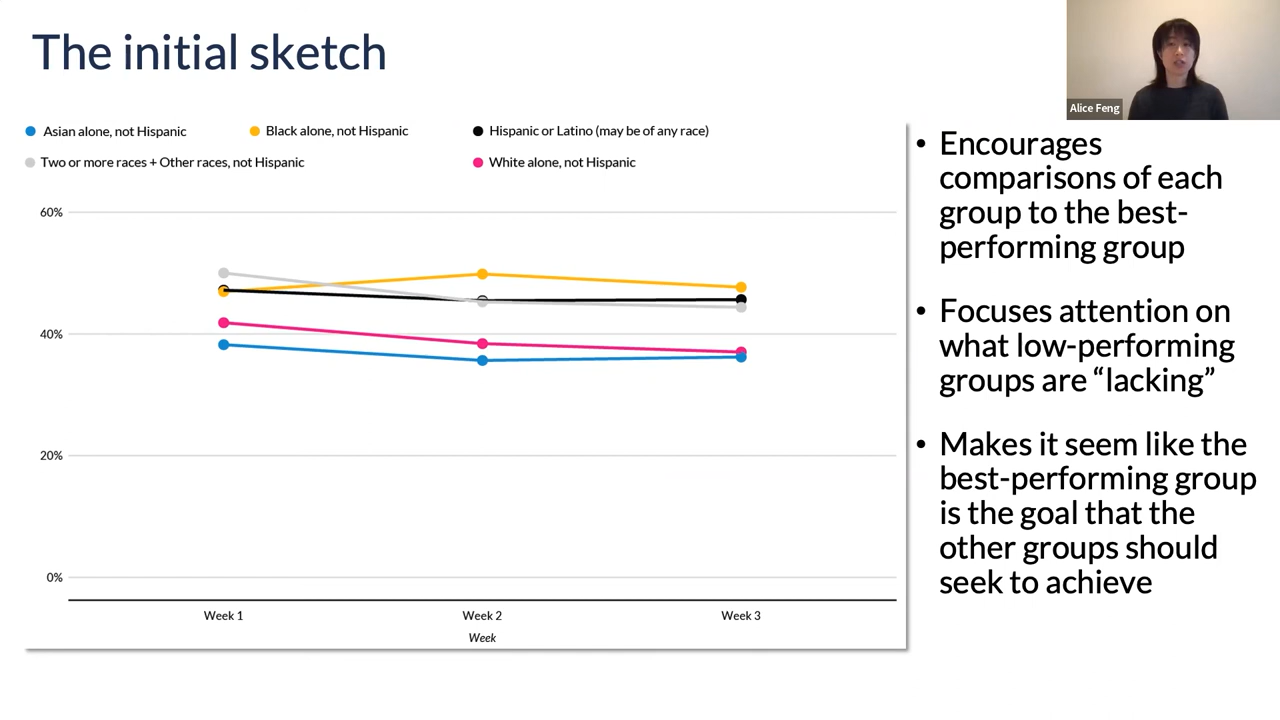 The initial sketch
Alice Feng
Asian alone, not Hispanic
Black alone, not Hispanic
Hispanic or Latino (may be of any race)
Two or more races + Other races, not Hispanic
White alone, not Hispanic
60%
40%
20%
0%
Week 1
Week 2
Week 3
Week
• Encourages
comparisons of each
group to the best-
performing group
• Focuses attention on
what low-performing
groups are “lacking”
• Makes it seem like the
best-performing group
is the goal that the
other groups should
seek to achieve